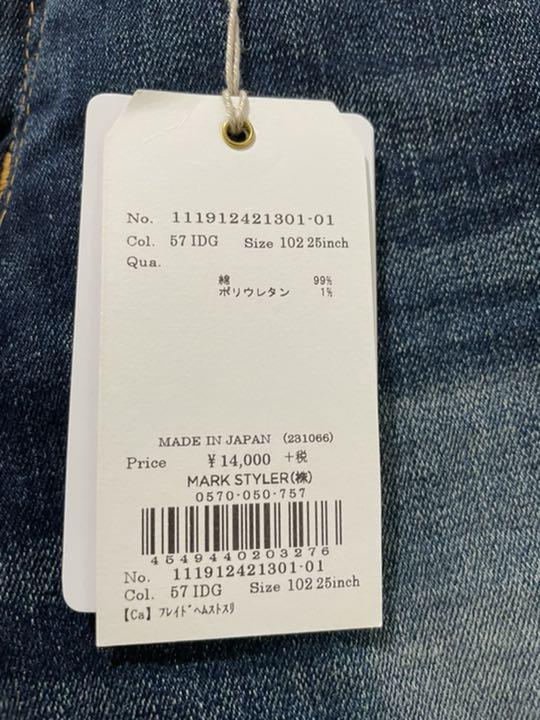 No. 111912421301-01
Col. 57 IDG Size 102 25inch
Qua.
綿 99%
ポリウレタン 1%
MADE IN JAPAN (231066)
Price ¥14,000 +税
MARK STYLER(株)
0570-050-757
4549440203276
No. 111912421301-01
Col. 57 IDG Size 102 25inch
【Ca】ﾌﾚｲﾄﾞﾍﾑｽﾄｽﾘ